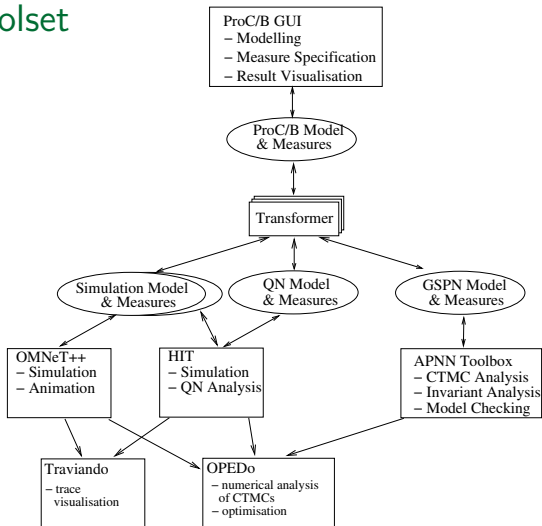 olset
ProC/B GUI
– Modelling
– Measure Specification
– Result Visualisation
ProC/B Model
& Measures
Transformer
Simulation Model
& Measures
QN Model
& Measures
GSPN Model
& Measures
OMNeT++
– Simulation
– Animation
HIT
– Simulation
– QN Analysis
APNN Toolbox
– CTMC Analysis
– Invariant Analysis
– Model Checking
Traviando
– trace
visualisation
OPEDo
– numerical analysis
of CTMCs
– optimisation